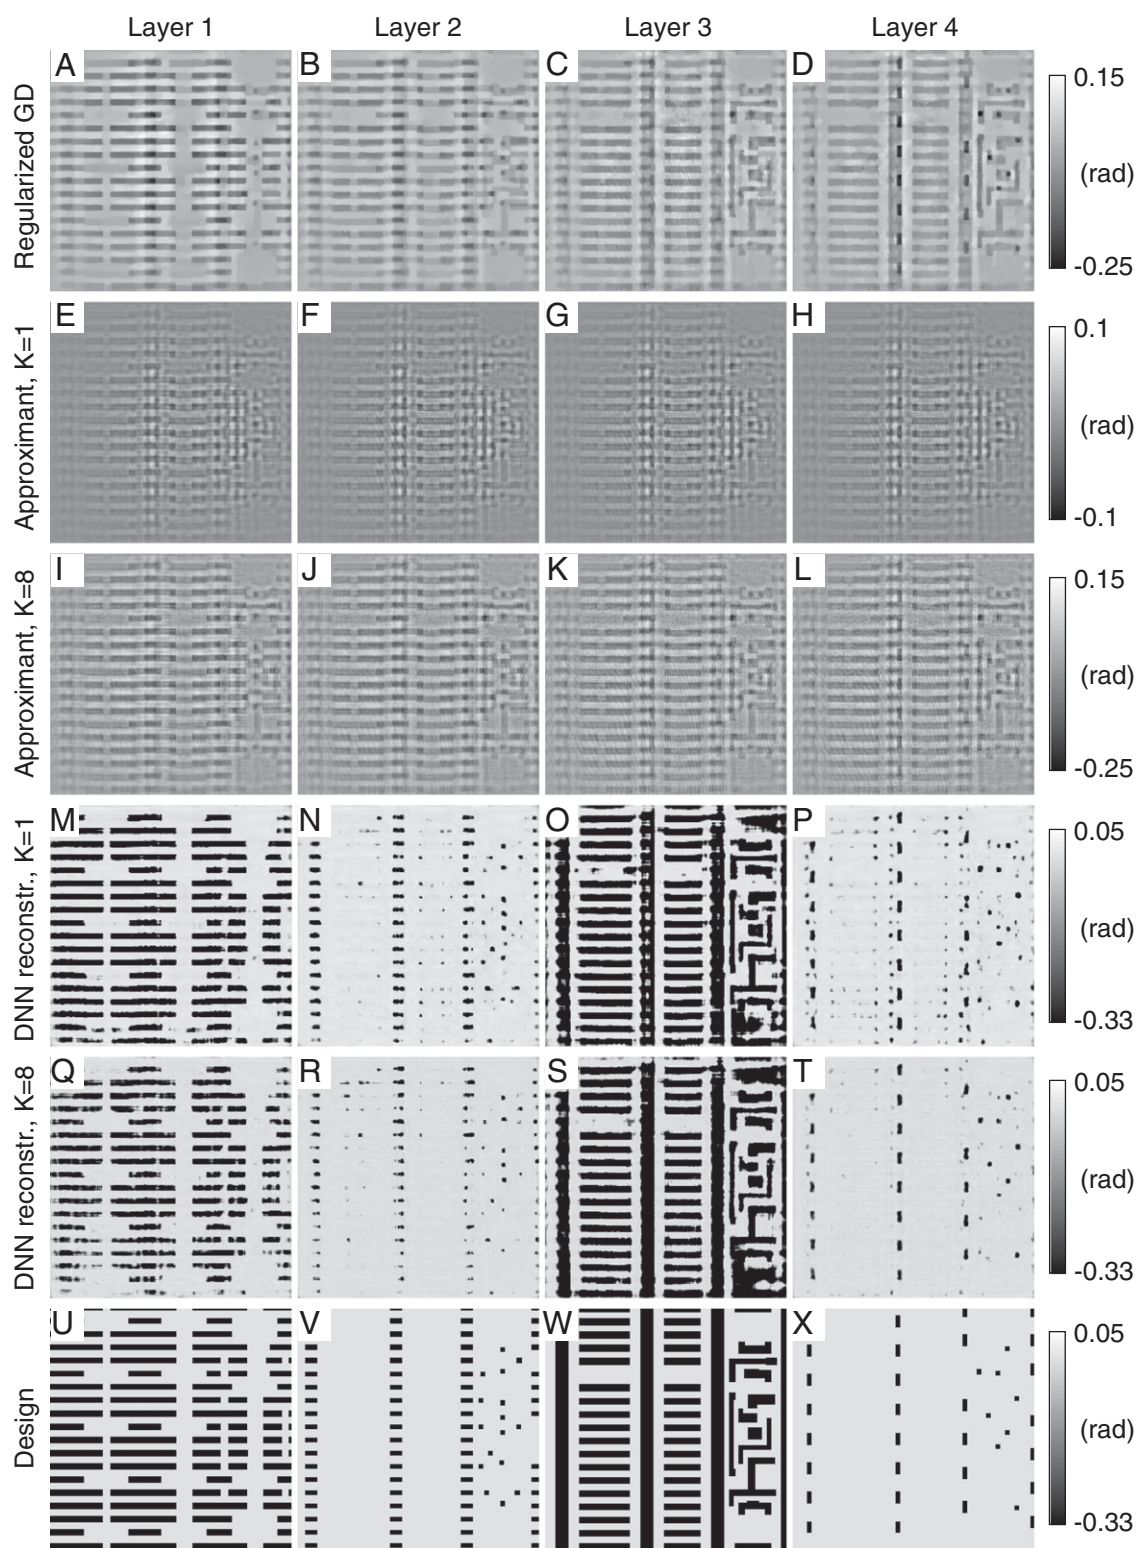 Layer 1 Layer 2 Layer 3 Layer 4
Regularized GD
A B C D
0.15
(rad)
-0.25
Approximant, K=1
E F G H
0.1
(rad)
-0.1
Approximant, K=8
I J K L
0.15
(rad)
-0.25
DNN reconstr., K=1
M N O P
0.05
(rad)
-0.33
DNN reconstr., K=8
Q R S T
0.05
(rad)
-0.33
Design
U V W X
0.05
(rad)
-0.33